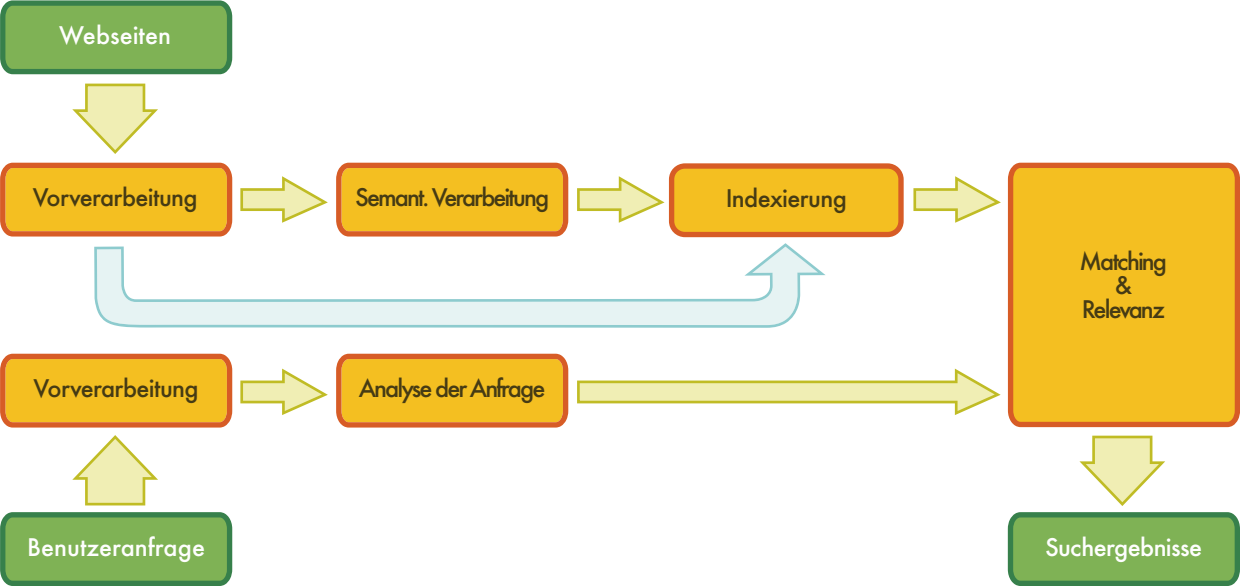 Webseiten
Vorverarbeitung
Semant. Verarbeitung
Indexierung
Matching
&
Relevanz
Vorverarbeitung
Analyse der Anfrage
Benutzeranfrage
Suchergebnisse